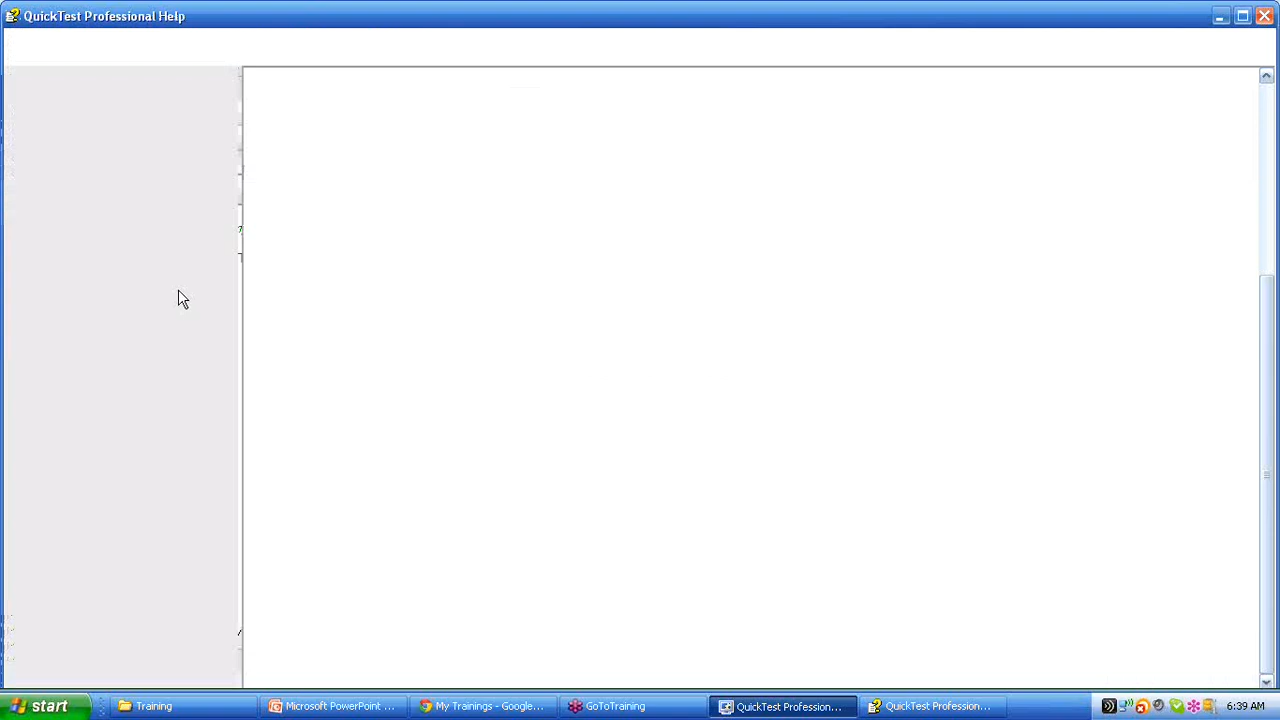 QuickTest Professional Help
start
Training
Microsoft PowerPoint ...
My Trainings - Google...
GoToTraining
QuickTest Profession...
QuickTest Profession...
6:39 AM